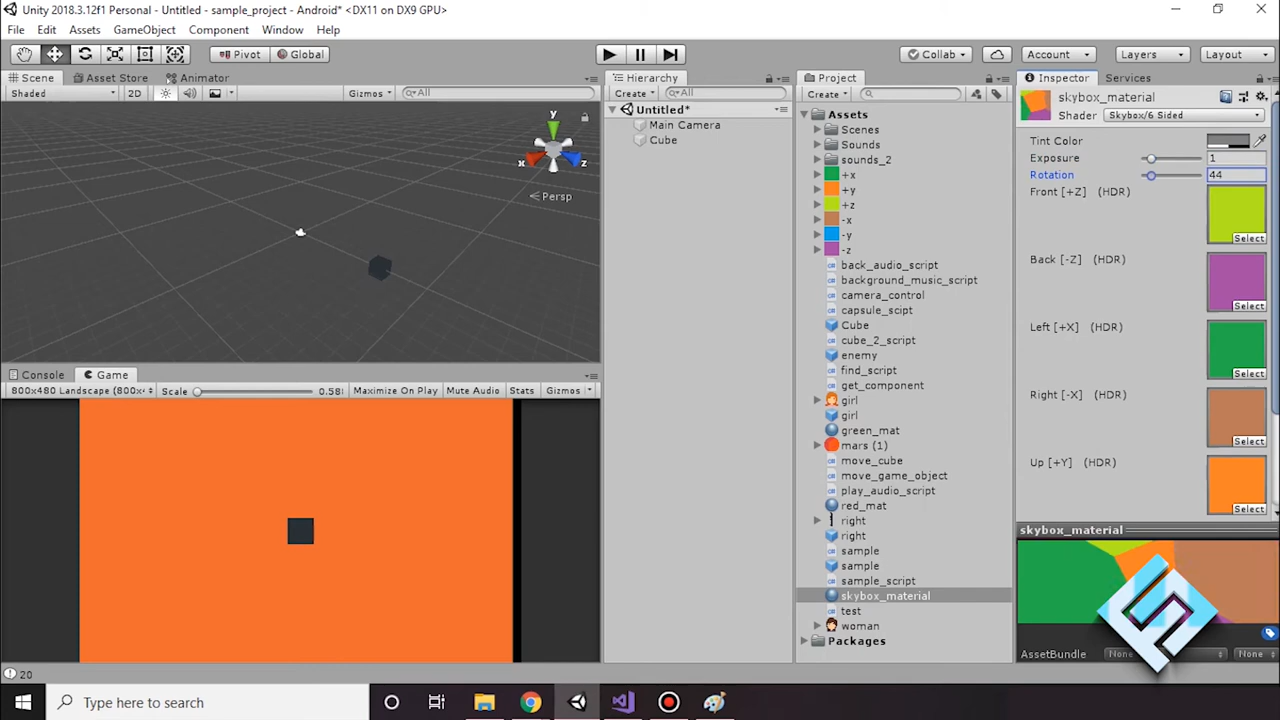 Unity 2018.3.12f1 Personal - Untitled - sample_project - Android* <DX11 on DX9 GPU>
File Edit Assets GameObject Component Window Help
Pivot Global Collab Account Layers Layout
Scene Asset Store Animator
Shaded 2D Gizmos All
y
x
z
Persp
Console Game
800x480 Landscape (800x Scale 0.58 Maximize On Play Mute Audio Stats Gizmos
Hierarchy
Create All
Untitled*
Main Camera
Cube
Project
Create
Assets
Scenes
Sounds
sounds_2
+x
+y
+z
-x
-y
-z
back_audio_script
background_music_script
camera_control
capsule_scipt
Cube
cube_2_script
enemy
find_script
get_component
girl
girl
green_mat
mars (1)
move_cube
move_game_object
play_audio_script
red_mat
right
right
sample
sample
sample_script
skybox_material
test
woman
Packages
Inspector Services
skybox_material
Shader Skybox/6 Sided
Tint Color
Exposure 1
Rotation 44
Front [+Z] (HDR)
Select
Back [-Z] (HDR)
Select
Left [+X] (HDR)
Select
Right [-X] (HDR)
Select
Up [+Y] (HDR)
Select
skybox_material
AssetBundle None None
20
Type here to search